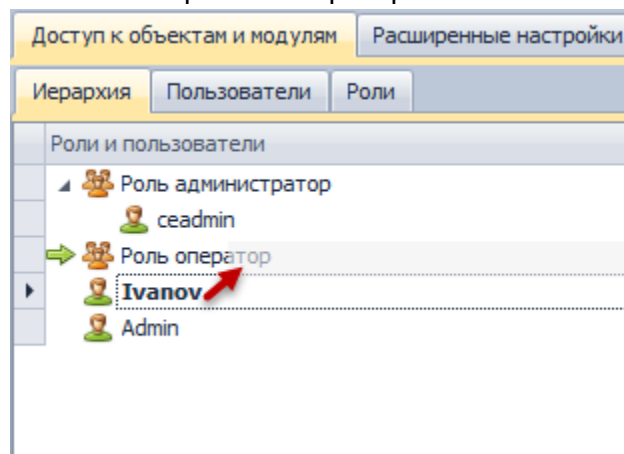 Доступ к объектам и модулям Расширенные настройки
Иерархия Пользователи Роли
Роли и пользователи
Роль администратор
ceadmin
Роль оператор
Ivanov
Admin